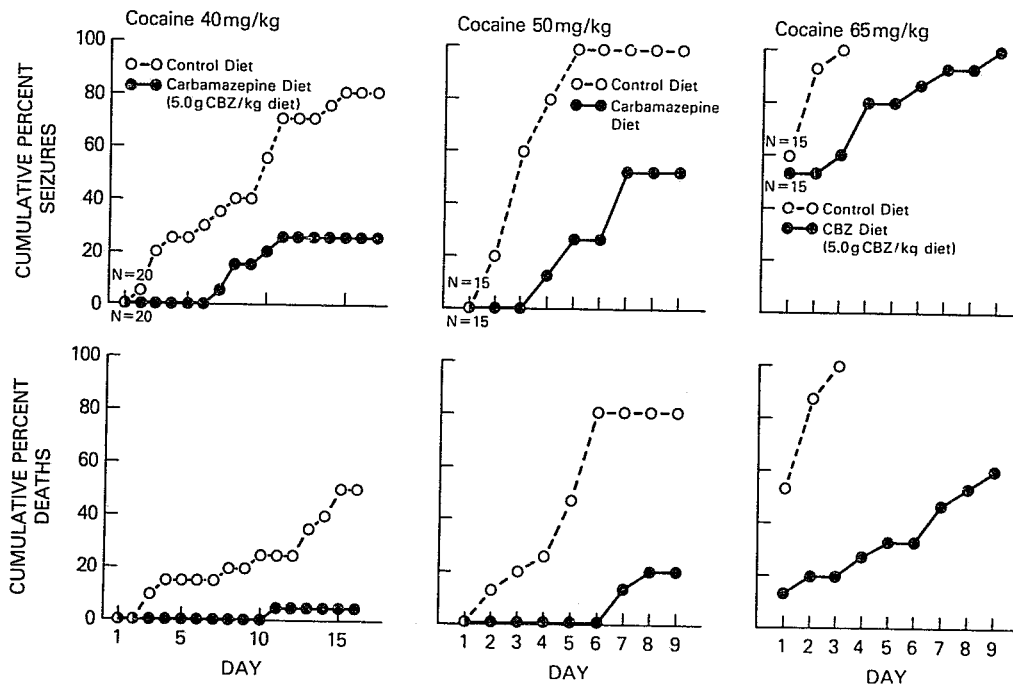 Cocaine 40mg/kg
100
80
60
40
20
0
CUMULATIVE PERCENT
SEIZURES
Control Diet
Carbamazepine Diet
(5.0gCBZ/kg diet)
N=20
N=20
Cocaine 50mg/kg
Control Diet
Carbamazepine
Diet
N=15
N=15
Cocaine 65mg/kg
N=15
N=15
Control Diet
CBZ Diet
(5.0gCBZ/kg diet)
100
80
60
40
20
0
CUMULATIVE PERCENT
DEATHS
1 5 10 15
DAY
1 2 3 4 5 6 7 8 9
DAY
1 2 3 4 5 6 7 8 9
DAY